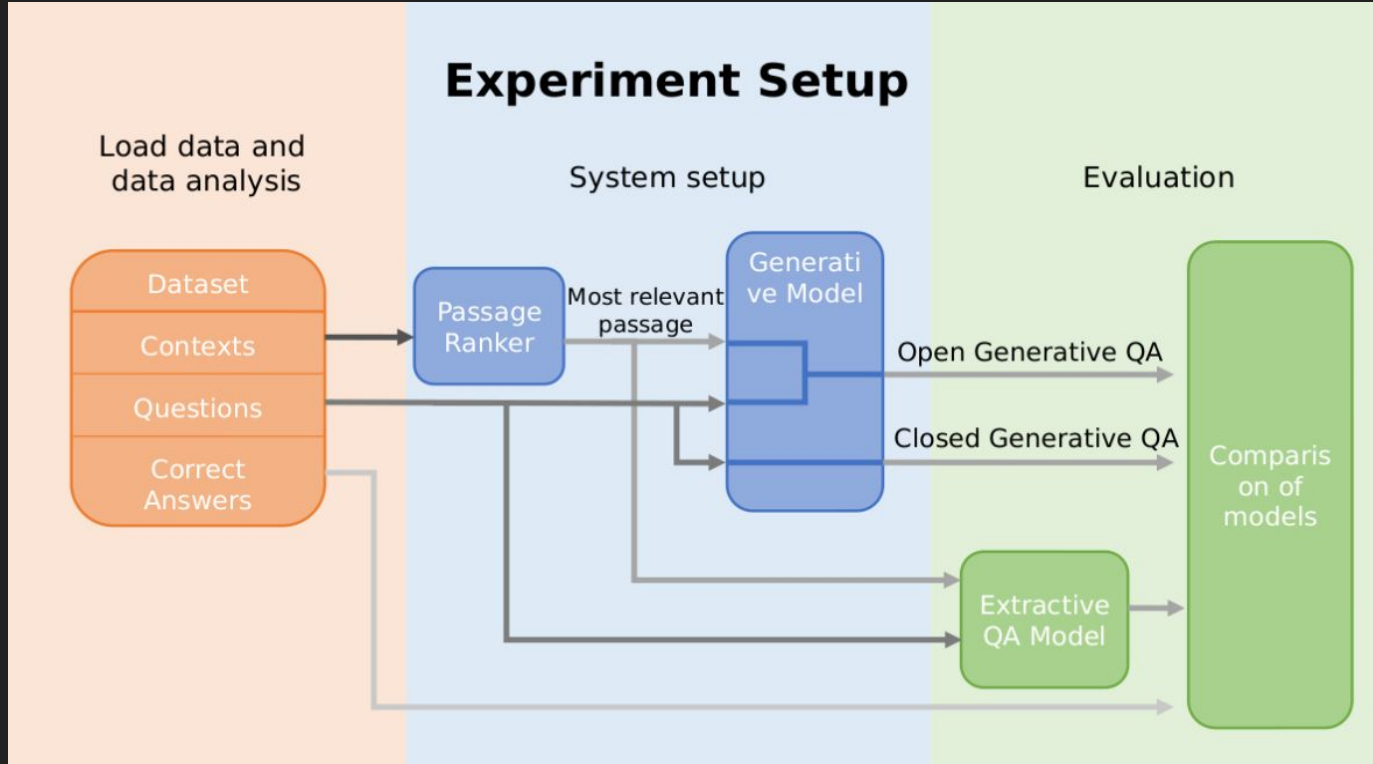 Experiment Setup
Load data and
data analysis
System setup
Evaluation
Dataset
Contexts
Questions
Correct
Answers
Passage
Ranker
Most relevant
passage
Generati
ve Model
Open Generative QA
Closed Generative QA
Extractive
QA Model
Comparis
on of
models